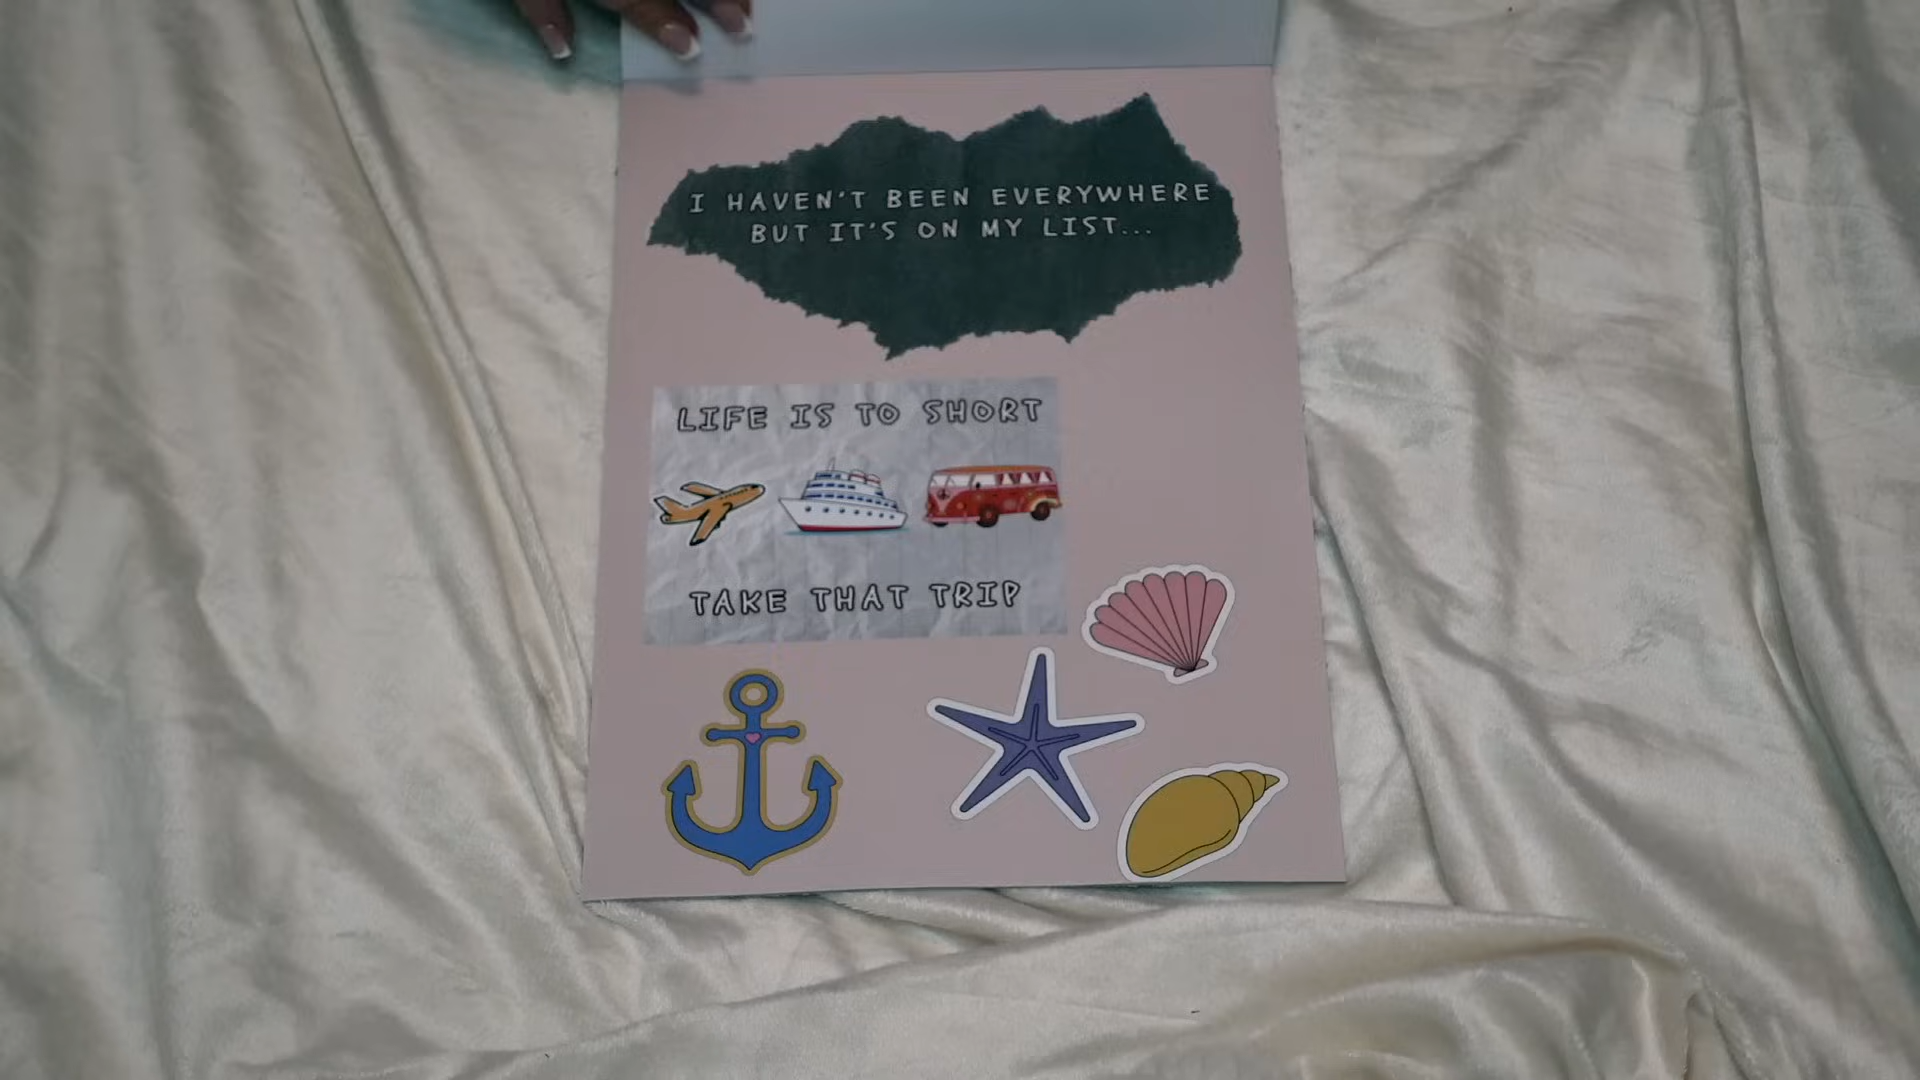 I HAVEN'T BEEN EVERYWHERE
BUT IT'S ON MY LIST...
LIFE IS TO SHORT
TAKE THAT TRIP